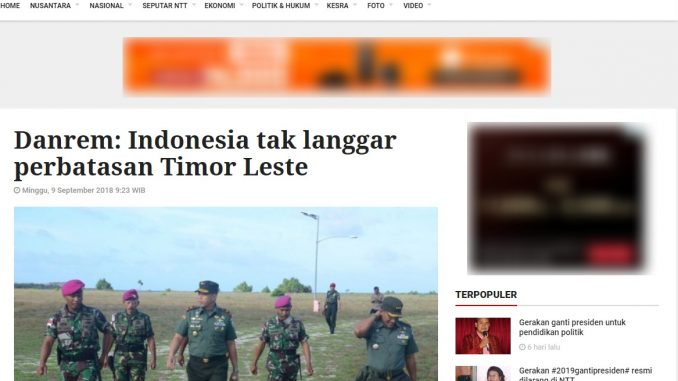 HOME NUSANTARA NASIONAL SEPUTAR NTT EKONOMI POLITIK & HUKUM KESRA FOTO VIDEO
Danrem: Indonesia tak langgar
perbatasan Timor Leste
Minggu, 9 September 2018 9:23 WIB
TERPOPULER
Gerakan ganti presiden untuk
pendidikan politik
6 hari lalu
Gerakan #2019gantipresiden# resmi
dilarang di NTT